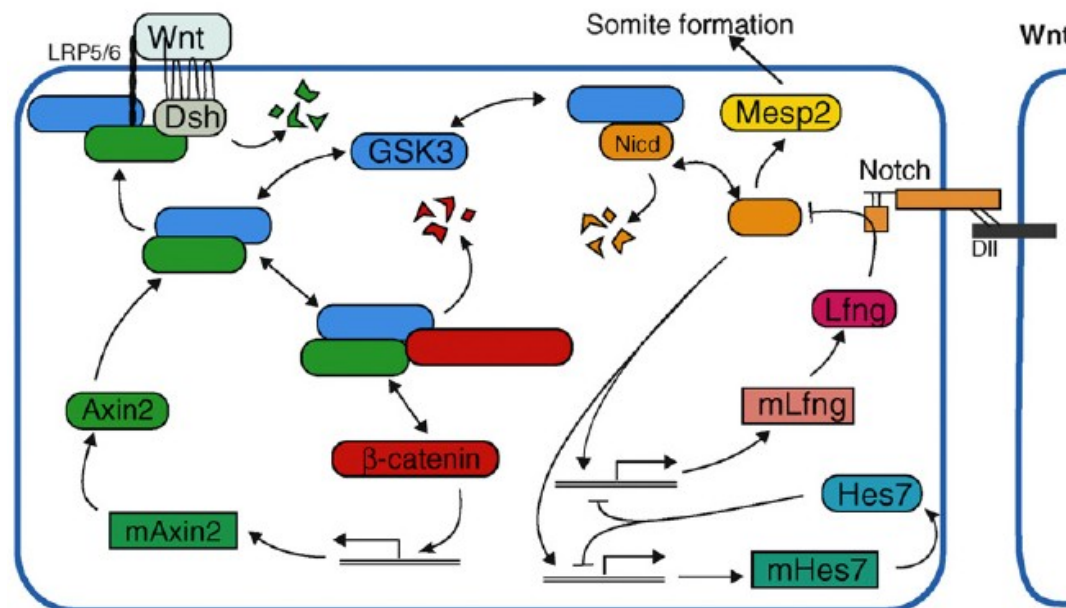 Somite formation
Wnt
LRP5/6
Wnt
Dsh
GSK3
Nicd
Mesp2
Notch
Dll
Lfng
Axin2
mLfng
β-catenin
Hes7
mAxin2
mHes7